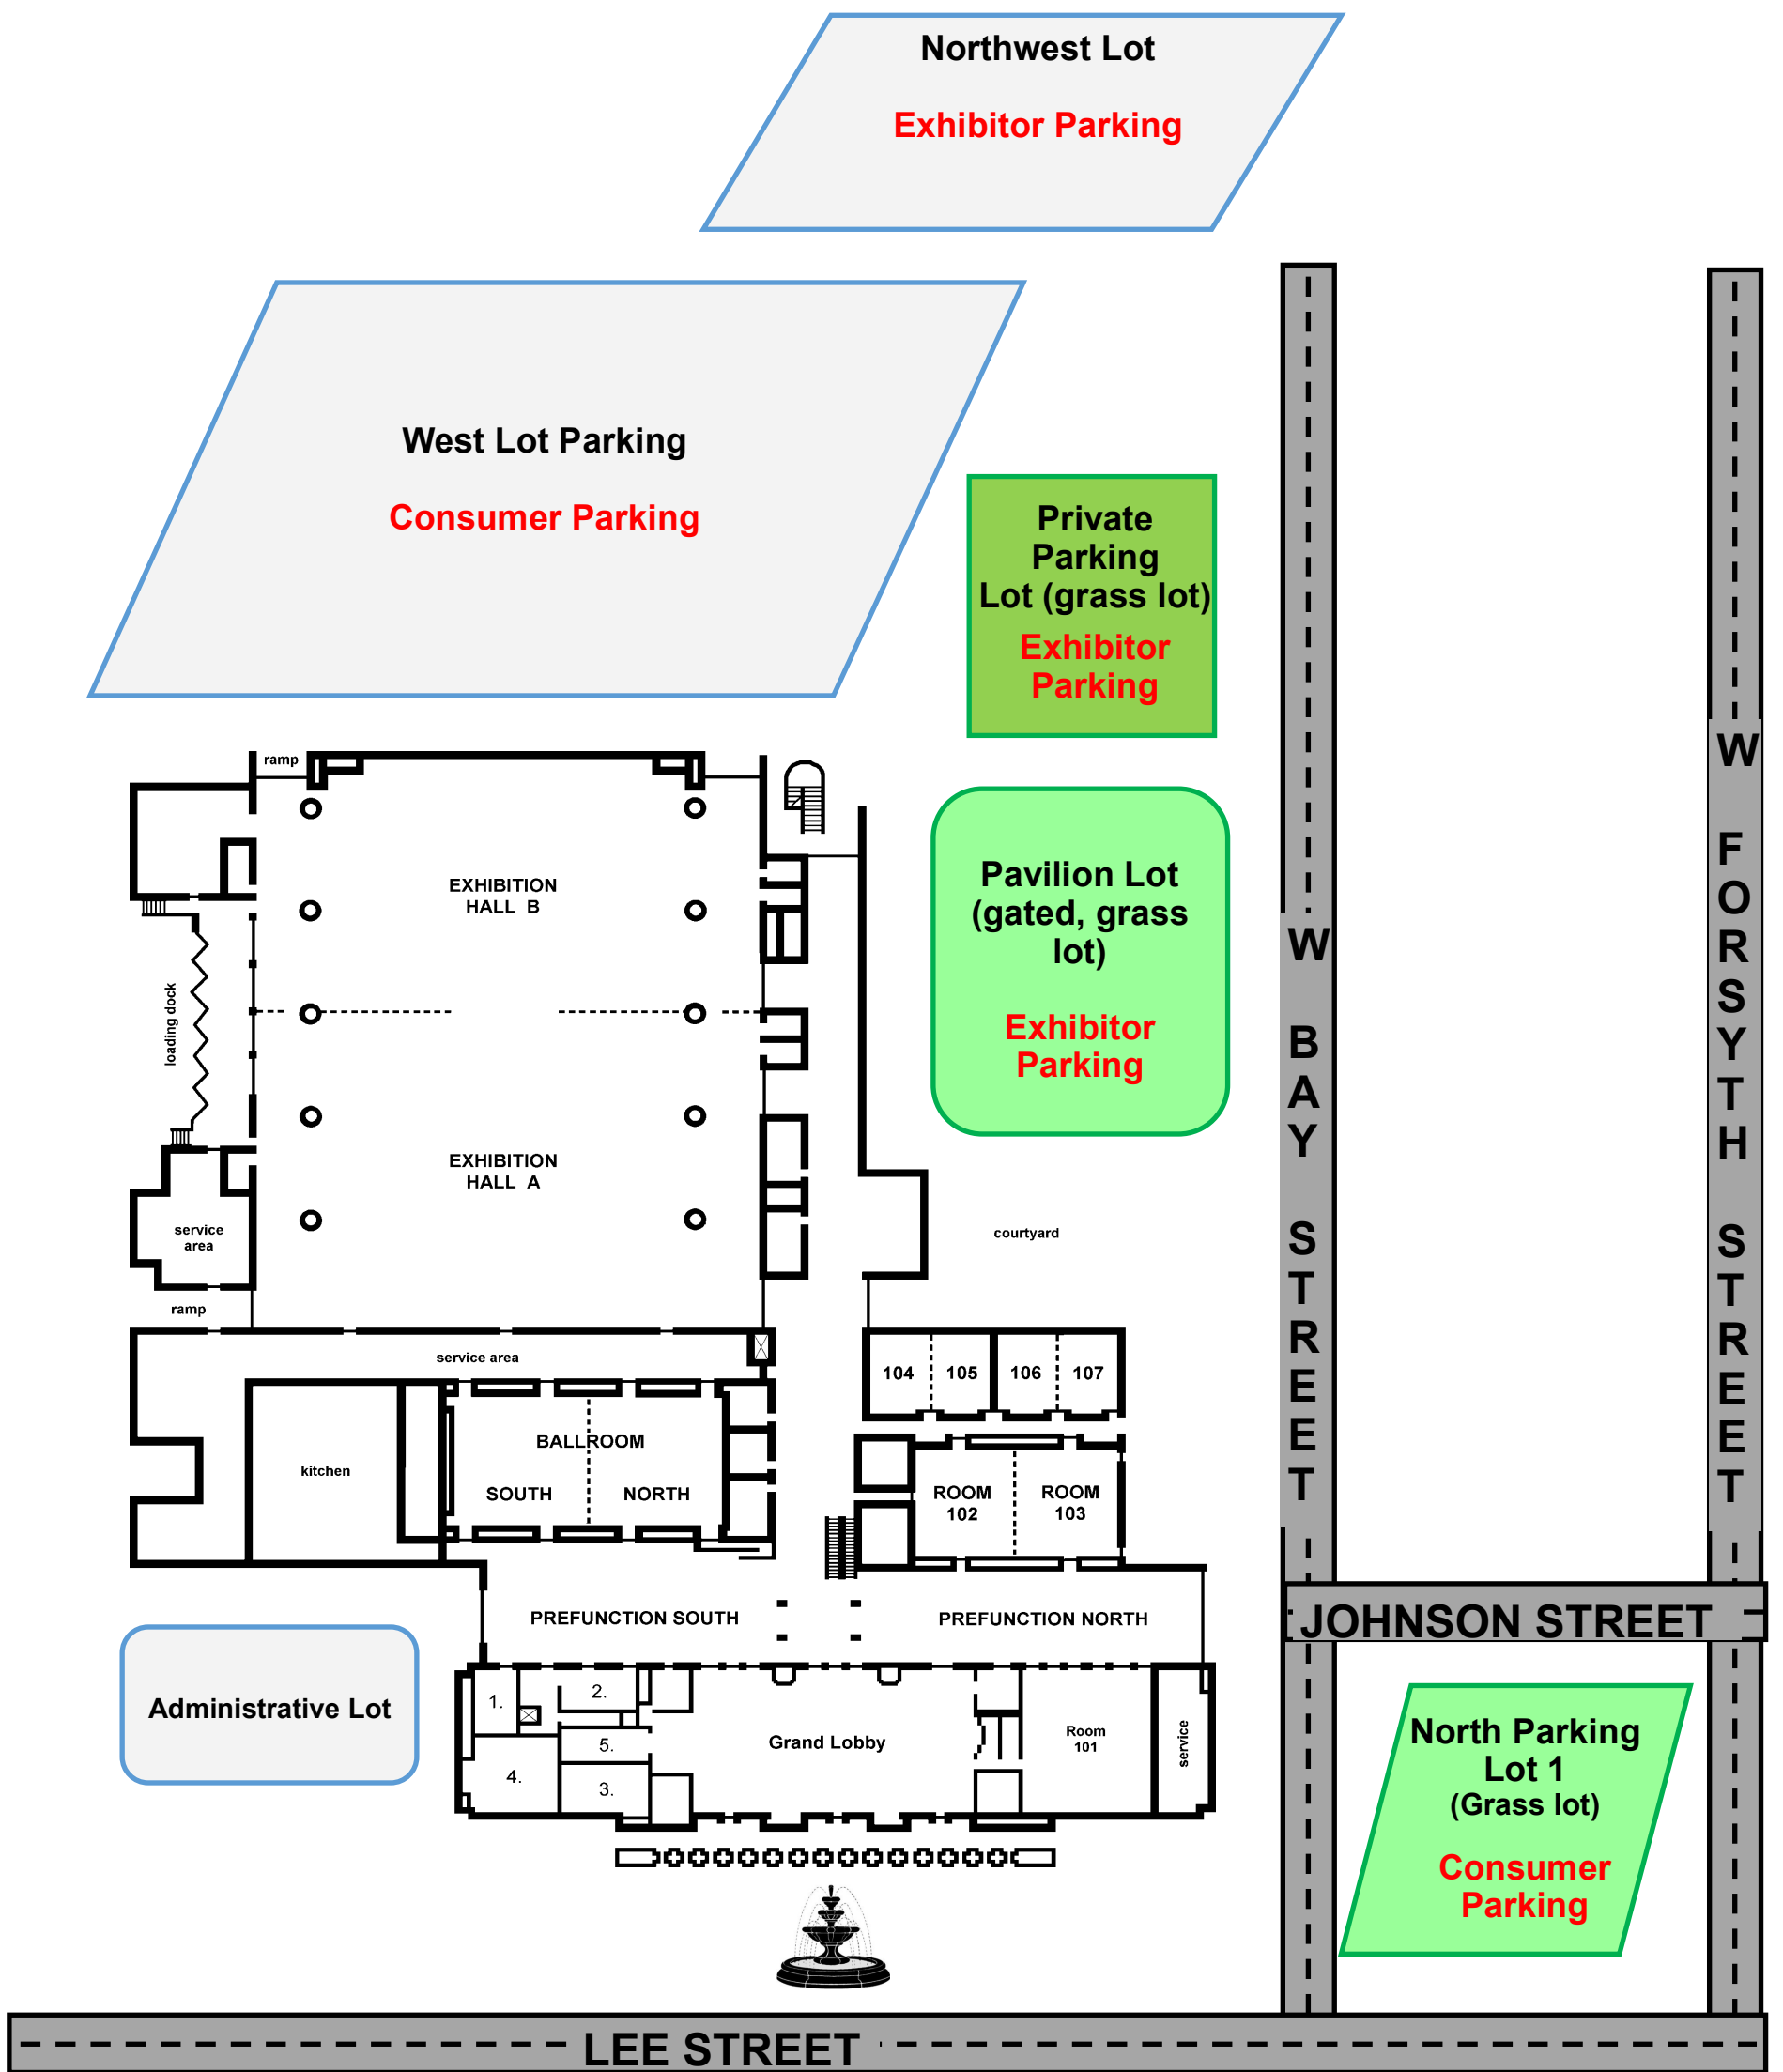 Northwest Lot
Exhibitor Parking
West Lot Parking
Consumer Parking
Private
Parking
Lot (grass lot)
Exhibitor
Parking
ramp
EXHIBITION
HALL B
Pavilion Lot
(gated, grass
lot)
Exhibitor
Parking
loading dock
EXHIBITION
HALL A
service
area
courtyard
ramp
service area
104
105
106
107
BALLROOM
SOUTH
NORTH
kitchen
ROOM
102
ROOM
103
W BAY STREET
W FORSYTH STREET
PREFUNCTION SOUTH
PREFUNCTION NORTH
JOHNSON STREET
Administrative Lot
1.
2.
5.
4.
3.
Grand Lobby
Room
101
service
North Parking
Lot 1
(Grass lot)
Consumer
Parking
LEE STREET